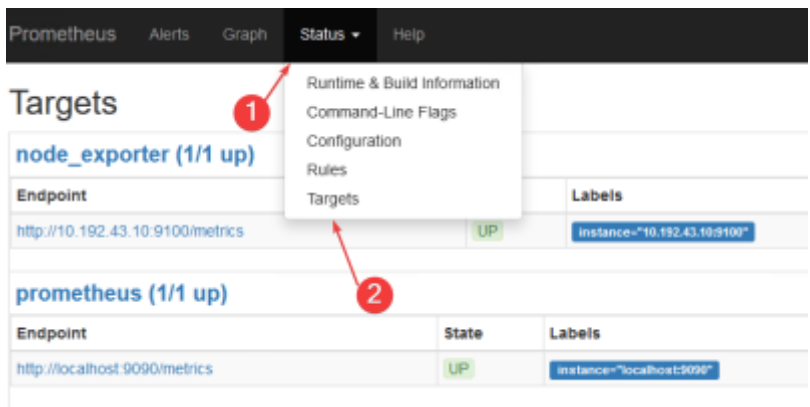 Prometheus Alerts Graph Status Help
Runtime & Build Information
Targets
1
Command-Line Flags
Configuration
node_exporter (1/1 up)
Rules
Endpoint
Targets
Labels
http://10.192.43.10:9100/metrics UP instance="10.192.43.10:9100"
2
prometheus (1/1 up)
Endpoint State Labels
http://localhost:9090/metrics UP instance="localhost:9090"